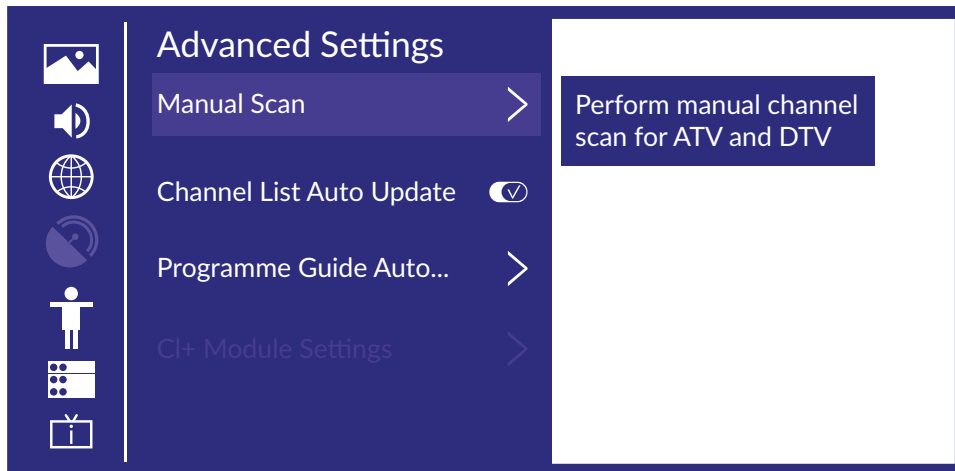 Advanced Settings
Manual Scan
Perform manual channel
scan for ATV and DTV
Channel List Auto Update
Programme Guide Auto...
CI+ Module Settings
i